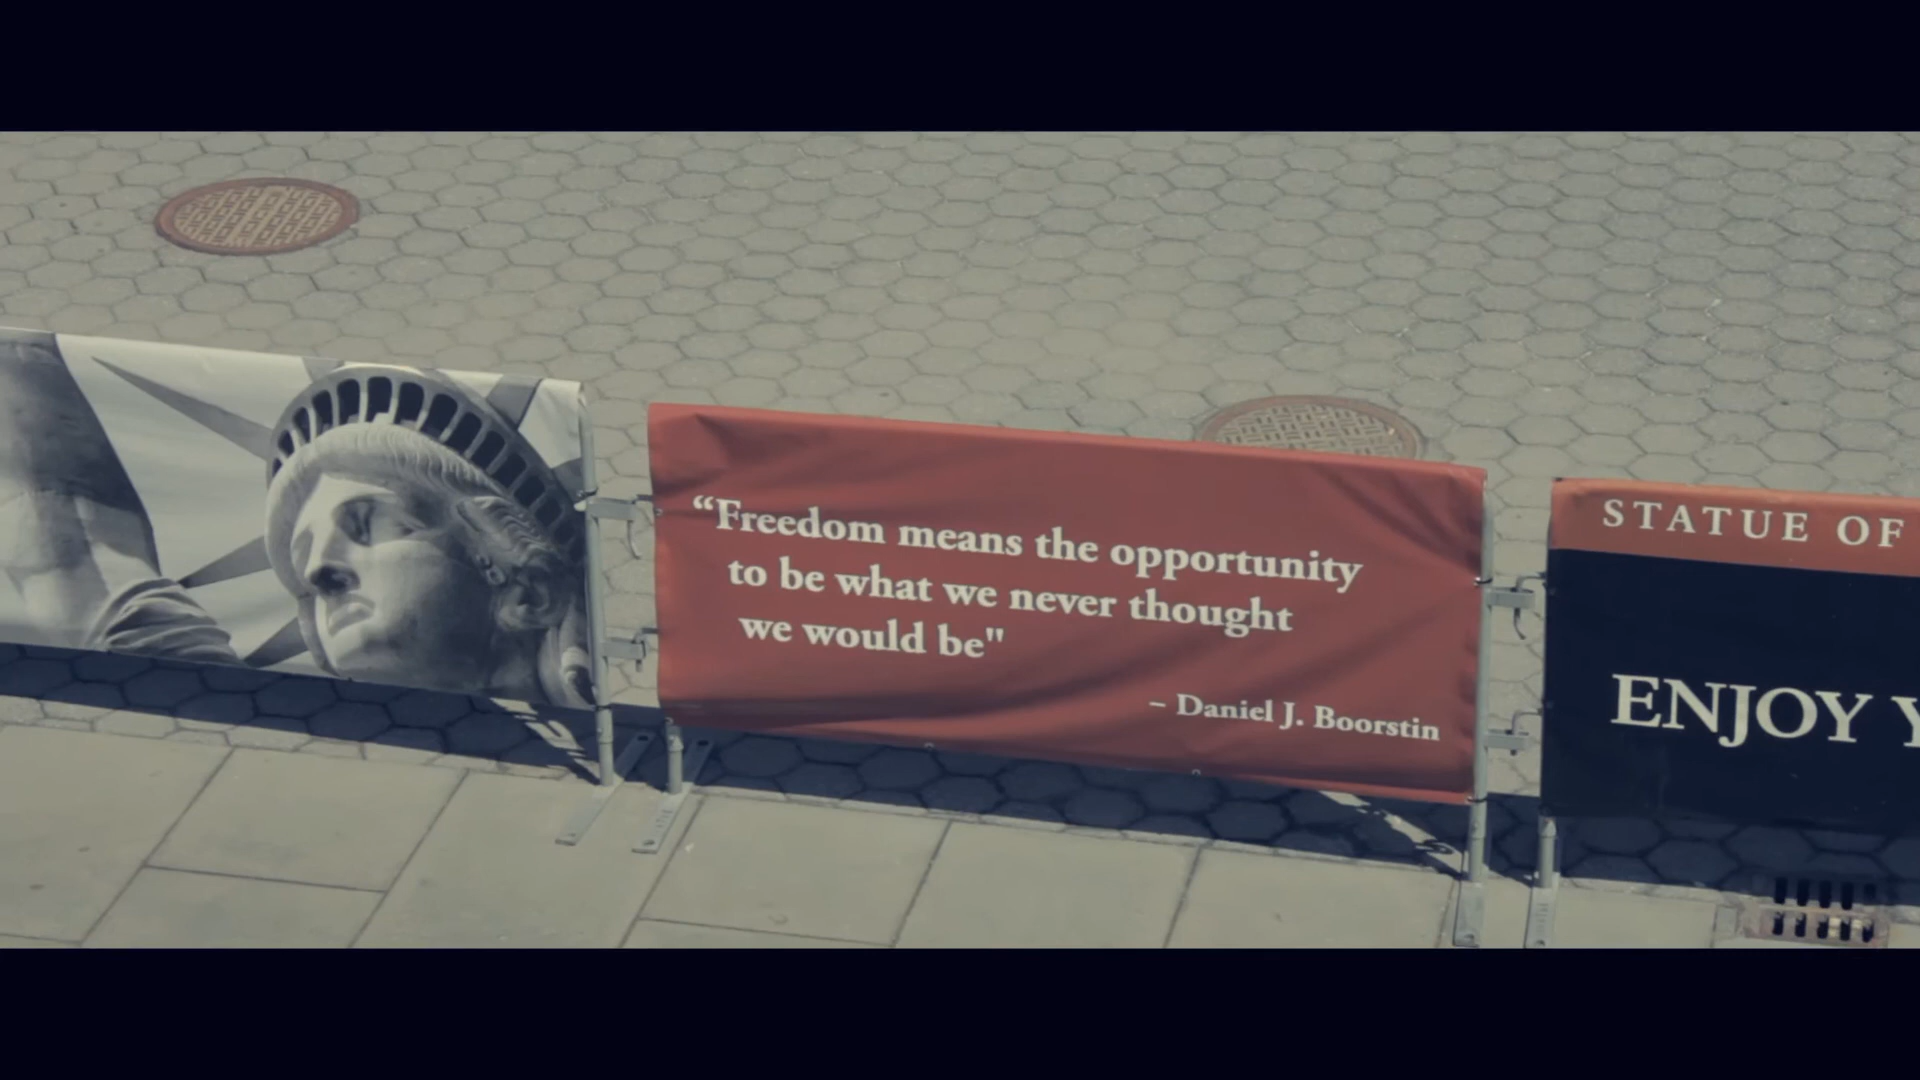 “Freedom means the opportunity
to be what we never thought
we would be"
– Daniel J. Boorstin
STATUE OF
ENJOY